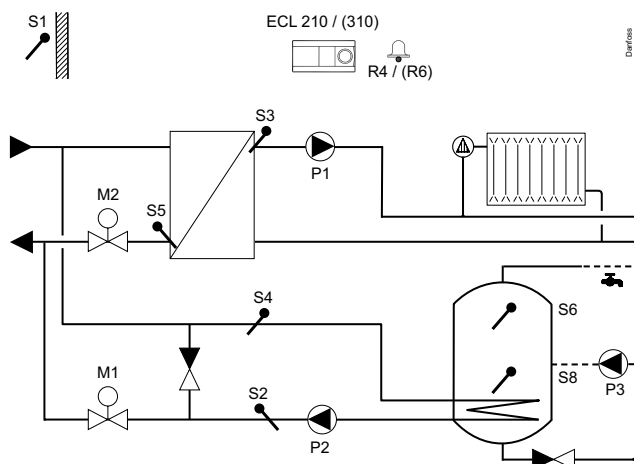 S1
ECL 210 / (310)
Danfoss
R4 / (R6)
S3
P1
M2
S5
S4
S6
S8
P3
M1
S2
P2